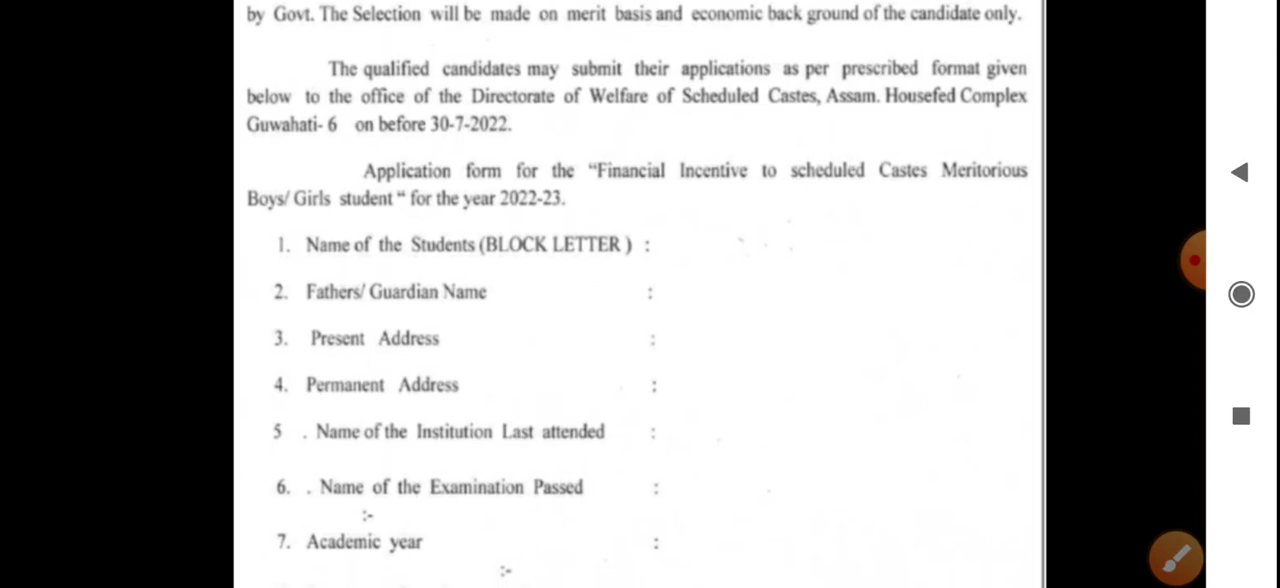 by Govt. The Selection will be made on merit basis and economic back ground of the candidate only.
The qualified candidates may submit their applications as per prescribed format given
below to the office of the Directorate of Welfare of Scheduled Castes, Assam. Housefed Complex
Guwahati- 6 on before 30-7-2022.
Application form for the “Financial Incentive to scheduled Castes Meritorious
Boys/ Girls student “ for the year 2022-23.
1. Name of the Students (BLOCK LETTER ) :
2. Fathers/ Guardian Name :
3. Present Address :
4. Permanent Address :
5 . Name of the Institution Last attended :
6. . Name of the Examination Passed :
:-
7. Academic year :
:-